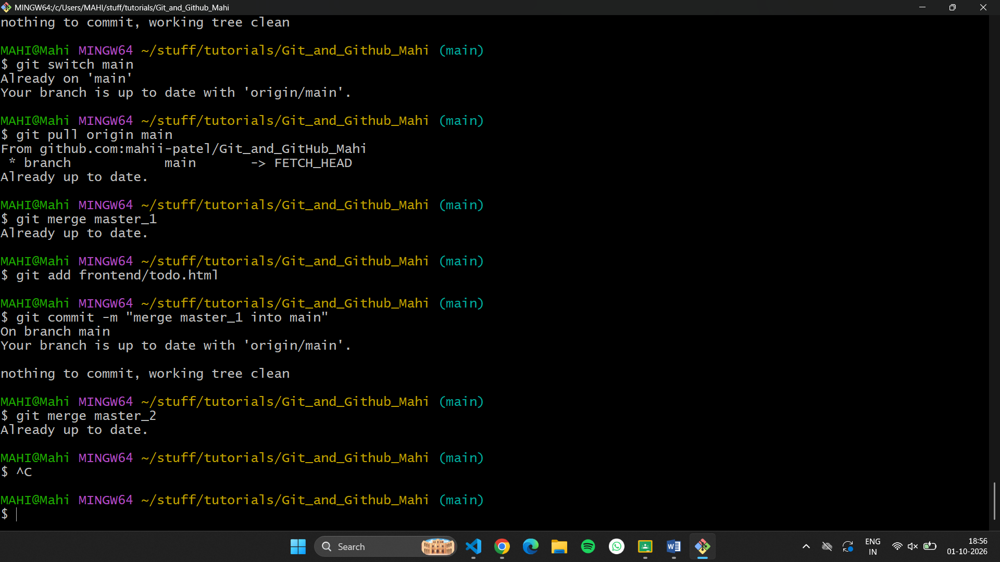 MINGW64:/c/Users/MAHI/stuff/tutorials/Git_and_Github_Mahi
nothing to commit, working tree clean
MAHI@Mahi MINGW64 ~/stuff/tutorials/Git_and_Github_Mahi (main)
$ git switch main
Already on 'main'
Your branch is up to date with 'origin/main'.
MAHI@Mahi MINGW64 ~/stuff/tutorials/Git_and_Github_Mahi (main)
$ git pull origin main
From github.com:mahii-patel/Git_and_GitHub_Mahi
 * branch            main       -> FETCH_HEAD
Already up to date.
MAHI@Mahi MINGW64 ~/stuff/tutorials/Git_and_Github_Mahi (main)
$ git merge master_1
Already up to date.
MAHI@Mahi MINGW64 ~/stuff/tutorials/Git_and_Github_Mahi (main)
$ git add frontend/todo.html
MAHI@Mahi MINGW64 ~/stuff/tutorials/Git_and_Github_Mahi (main)
$ git commit -m "merge master_1 into main"
On branch main
Your branch is up to date with 'origin/main'.
nothing to commit, working tree clean
MAHI@Mahi MINGW64 ~/stuff/tutorials/Git_and_Github_Mahi (main)
$ git merge master_2
Already up to date.
MAHI@Mahi MINGW64 ~/stuff/tutorials/Git_and_Github_Mahi (main)
$ ^C
MAHI@Mahi MINGW64 ~/stuff/tutorials/Git_and_Github_Mahi (main)
$
Search
W
ENG
IN
18:56
01-10-2026